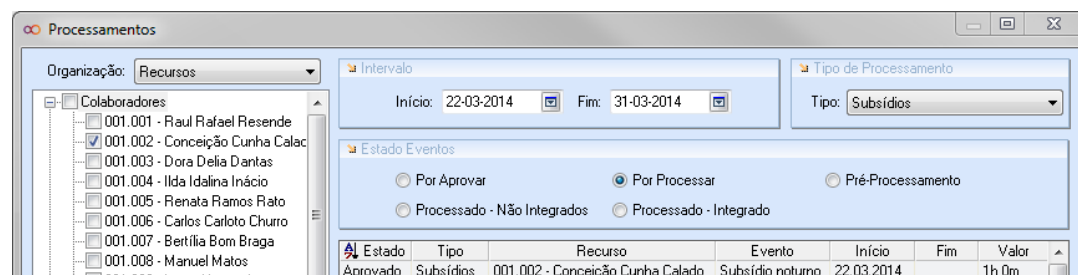 Processamentos
Organização: Recursos
Colaboradores
001.001 - Raul Rafael Resende
001.002 - Conceição Cunha Calad
001.003 - Dora Delia Dantas
001.004 - Ilda Idalina Inácio
001.005 - Renata Ramos Rato
001.006 - Carlos Carloto Churro
001.007 - Bertília Bom Braga
001.008 - Manuel Matos
Intervalo
Início: 22-03-2014 Fim: 31-03-2014
Tipo de Processamento
Tipo: Subsídios
Estado Eventos
Por Aprovar Por Processar Pré-Processamento
Processado - Não Integrados Processado - Integrado
Estado Tipo Recurso Evento Início Fim Valor
Aprovado Subsídios 001.002 - Conceição Cunha Calado Subsídio noturno 22.03.2014 1h 0m